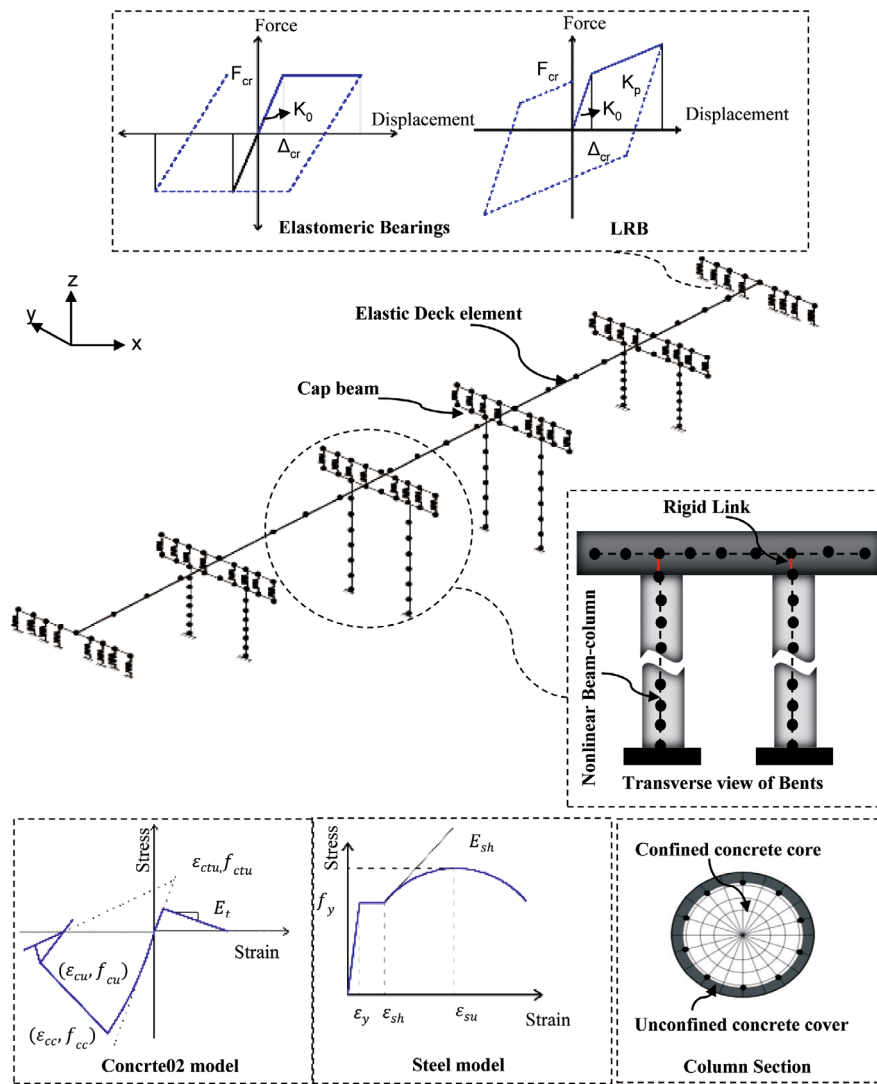 Force
F_cr
K_0
Displacement
Δ_cr
Elastomeric Bearings
Force
F_cr
K_p
K_0
Displacement
Δ_cr
LRB
z
y
x
Elastic Deck element
Cap beam
Rigid Link
Nonlinear Beam-column
Transverse view of Bents
Stress
ε_ctu, f_ctu
E_t
Strain
(ε_cu, f_cu)
(ε_cc, f_cc)
Concrte02 model
Stress
E_sh
f_y
ε_y
ε_sh
ε_su
Strain
Steel model
Confined concrete core
Unconfined concrete cover
Column Section